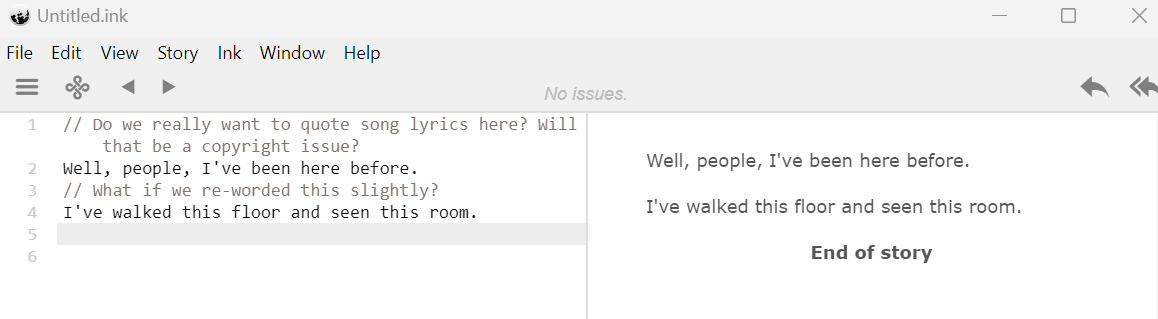 Untitled.ink
File Edit View Story Ink Window Help
No issues.
1 // Do we really want to quote song lyrics here? Will
that be a copyright issue?
2 Well, people, I've been here before.
3 // What if we re-worded this slightly?
4 I've walked this floor and seen this room.
5
6
Well, people, I've been here before.
I've walked this floor and seen this room.
End of story